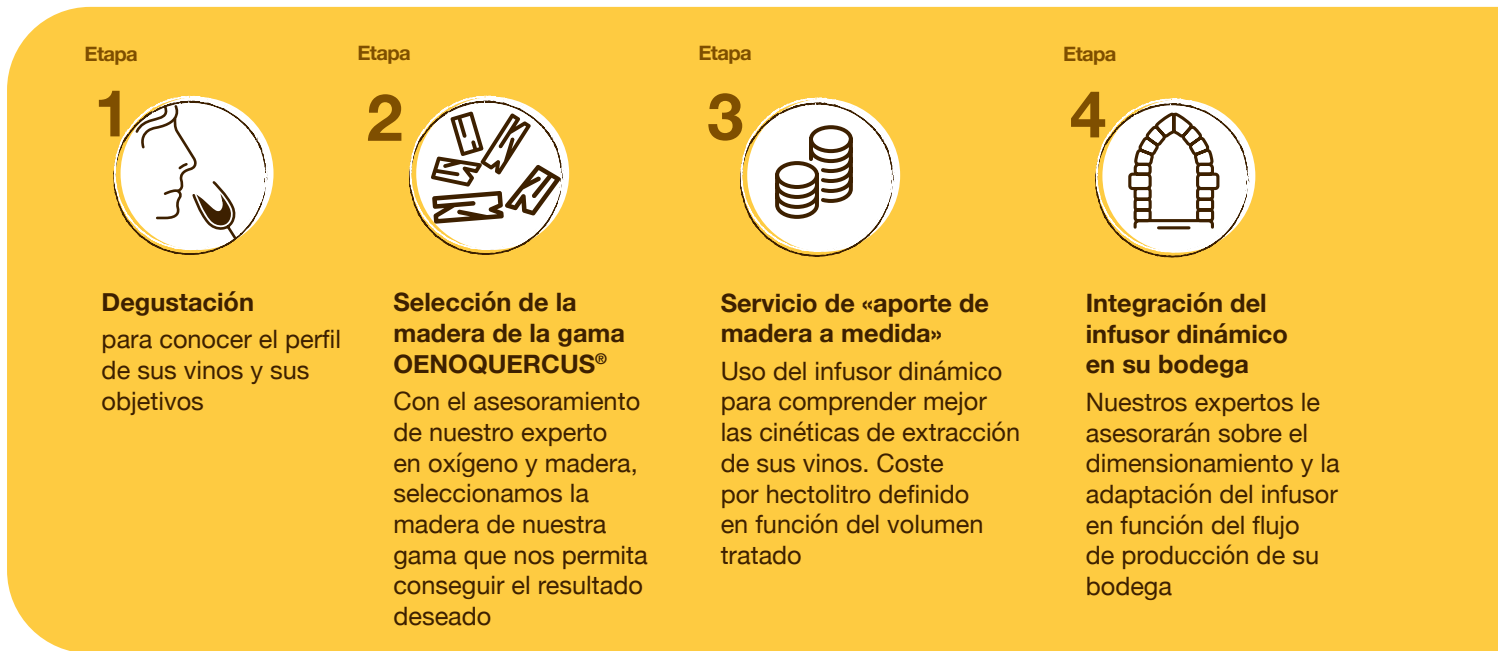 Etapa
1
Degustación
para conocer el perfil
de sus vinos y sus
objetivos
Etapa
2
Selección de la
madera de la gama
OENOQUERCUS®
Con el asesoramiento
de nuestro experto
en oxígeno y madera,
seleccionamos la
madera de nuestra
gama que nos permita
conseguir el resultado
deseado
Etapa
3
Servicio de «aporte de
madera a medida»
Uso del infusor dinámico
para comprender mejor
las cinéticas de extracción
de sus vinos. Coste
por hectolitro definido
en función del volumen
tratado
Etapa
4
Integración del
infusor dinámico
en su bodega
Nuestros expertos le
asesorarán sobre el
dimensionamiento y la
adaptación del infusor
en función del flujo
de producción de su
bodega